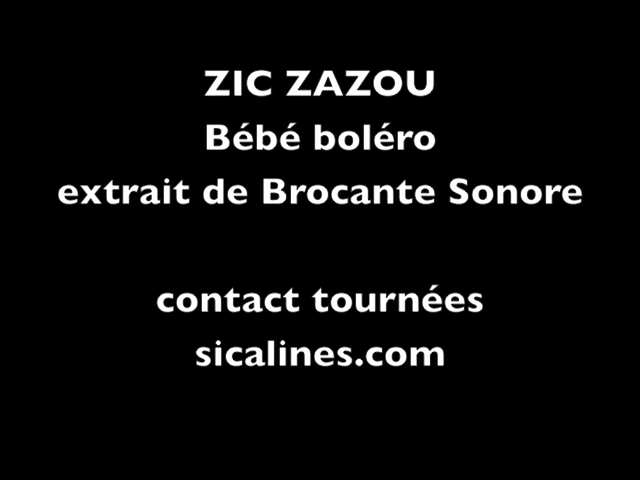 ZIC ZAZOU
Bébé boléro
extrait de Brocante Sonore
contact tournées
sicalines.com